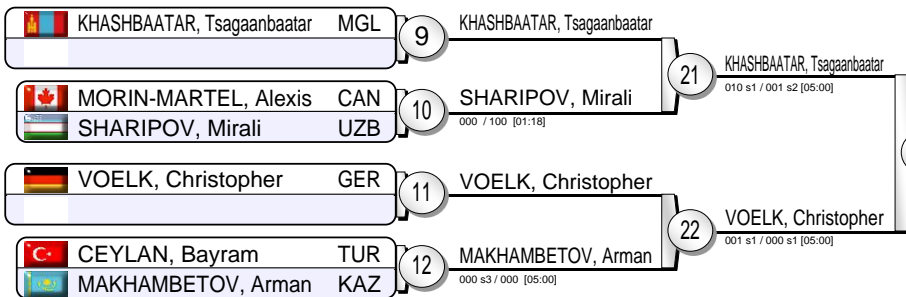 KHASHBAATAR, Tsagaanbaatar MGL
9
KHASHBAATAR, Tsagaanbaatar
21
KHASHBAATAR, Tsagaanbaatar
010 s1 / 001 s2 [05:00]
MORIN-MARTEL, Alexis CAN
SHARIPOV, Mirali UZB
10
SHARIPOV, Mirali
000 / 100 [01:18]
VOELK, Christopher GER
11
VOELK, Christopher
22
VOELK, Christopher
001 s1 / 000 s1 [05:00]
CEYLAN, Bayram TUR
MAKHAMBETOV, Arman KAZ
12
MAKHAMBETOV, Arman
000 s3 / 000 [05:00]